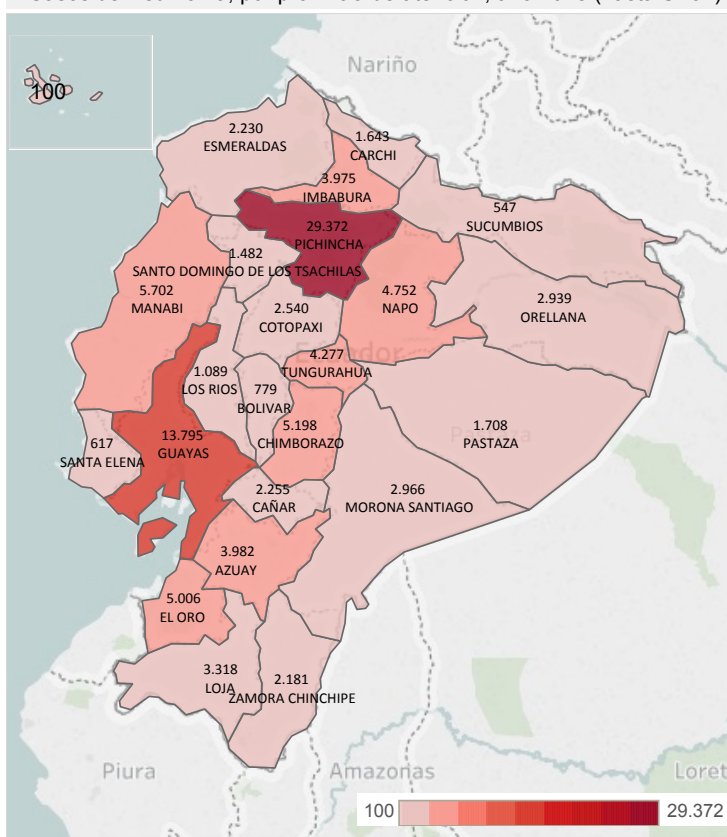 Nariño
100
2.230
ESMERALDAS
1.643
CARCHI
3.975
IMBABURA
547
SUCUMBIOS
29.372
PICHINCHA
1.482
SANTO DOMINGO DE LOS TSACHILAS
5.702
MANABI
4.752
NAPO
2.939
ORELLANA
2.540
COTOPAXI
Ecuador
4.277
TUNGURAHUA
1.089
LOS RIOS
779
BOLIVAR
5.198
CHIMBORAZO
1.708
PASTAZA
617
SANTA ELENA
13.795
GUAYAS
2.255
CAÑAR
2.966
MORONA SANTIAGO
3.982
AZUAY
5.006
EL ORO
3.318
LOJA
2.181
ZAMORA CHINCHIPE
Piura
Amazonas
Loret
100
29.372